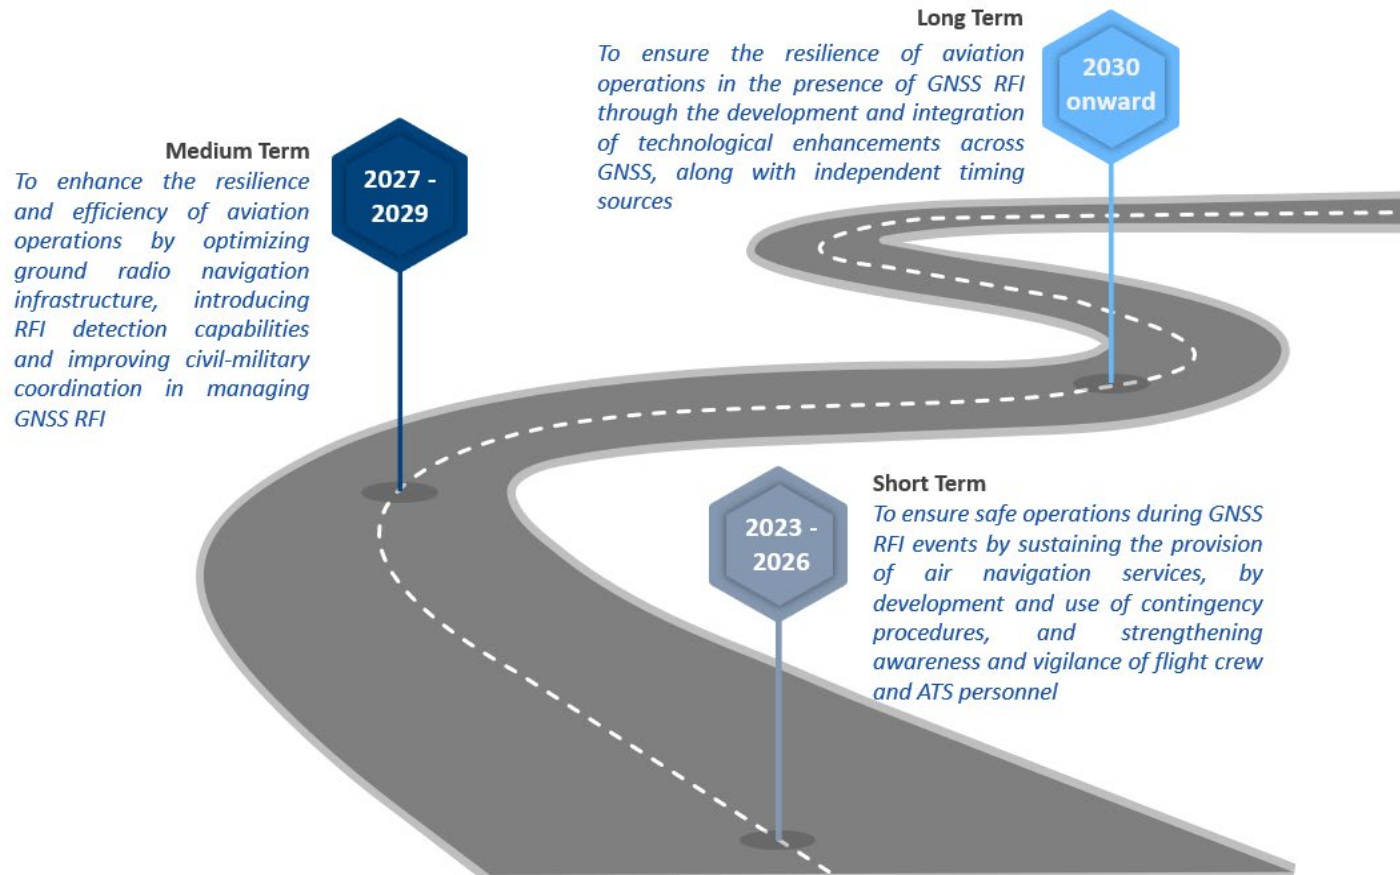 Long Term
To ensure the resilience of aviation
operations in the presence of GNSS RFI
through the development and integration
of technological enhancements across
GNSS, along with independent timing
sources
2030
onward
Medium Term
To enhance the resilience
and efficiency of aviation
operations by optimizing
ground radio navigation
infrastructure, introducing
RFI detection capabilities
and improving civil-military
coordination in managing
GNSS RFI
2027 -
2029
2023 -
2026
Short Term
To ensure safe operations during GNSS
RFI events by sustaining the provision
of air navigation services, by
development and use of contingency
procedures, and strengthening
awareness and vigilance of flight crew
and ATS personnel